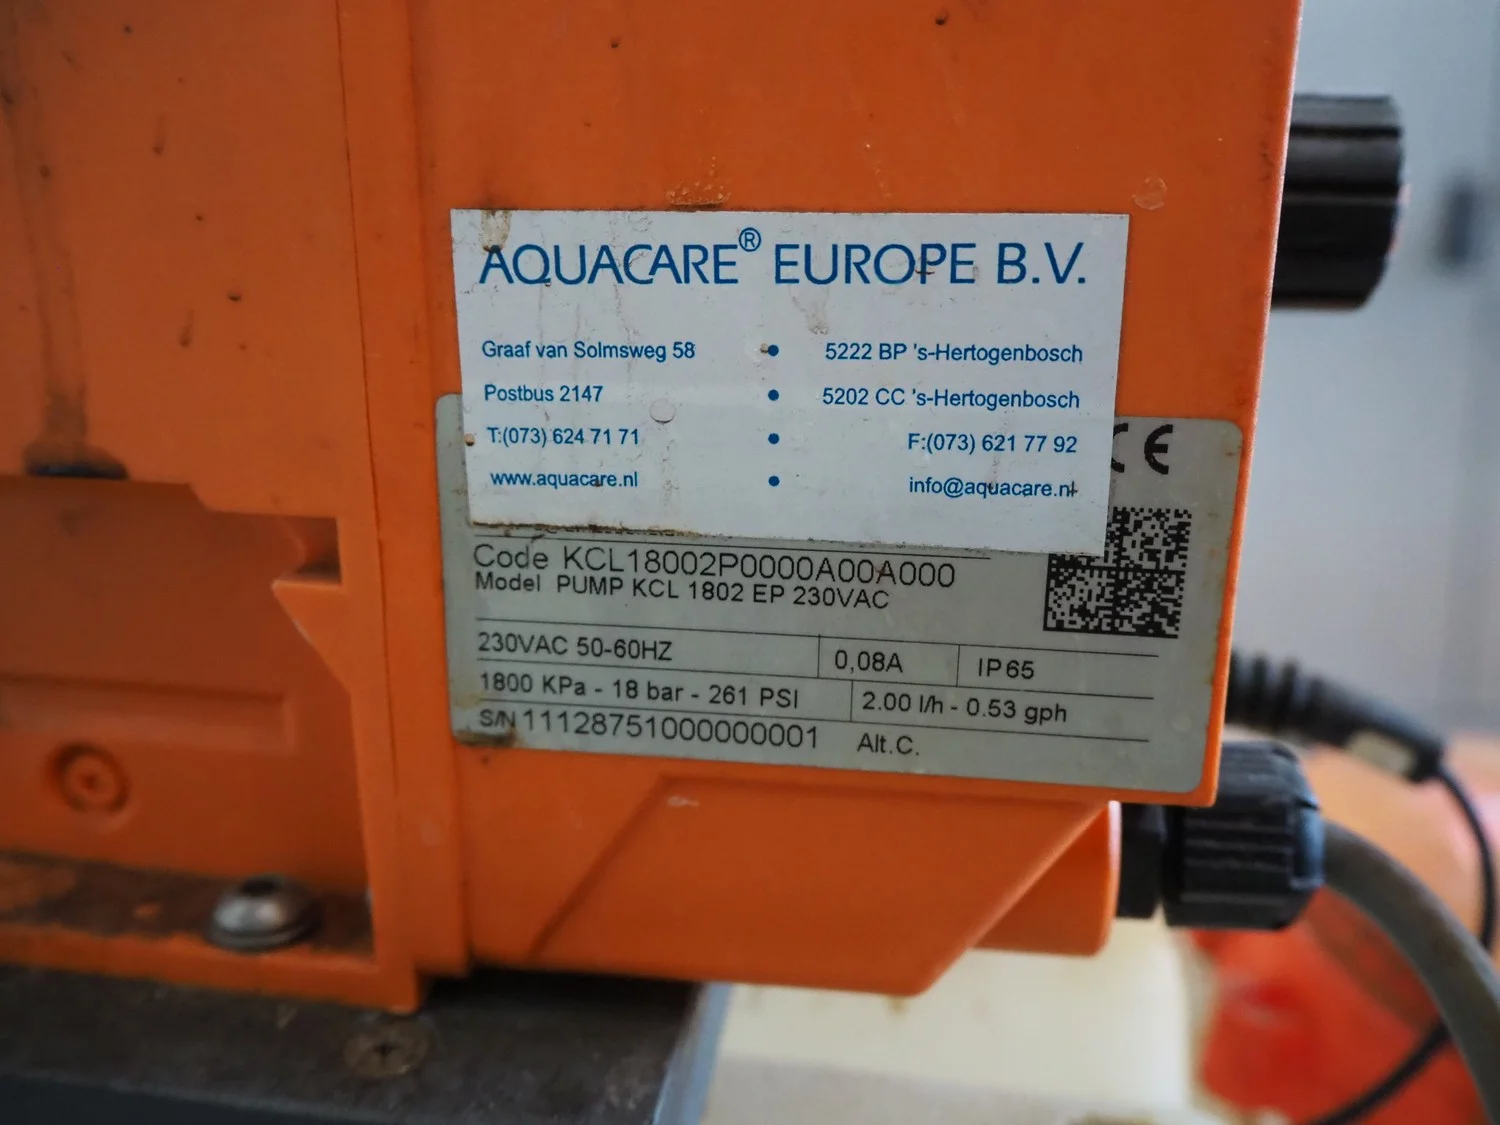 AQUACARE® EUROPE B.V.
Graaf van Solmsweg 58 • 5222 BP 's-Hertogenbosch
Postbus 2147 • 5202 CC 's-Hertogenbosch
T:(073) 624 71 71 • F:(073) 621 77 92
www.aquacare.nl • info@aquacare.nl
CE
Code KCL18002P0000A00A000
Model PUMP KCL 1802 EP 230VAC
230VAC 50-60HZ 0,08A IP65
1800 KPa - 18 bar - 261 PSI 2.00 l/h - 0.53 gph
S/N 11128751000000001 Alt.C.